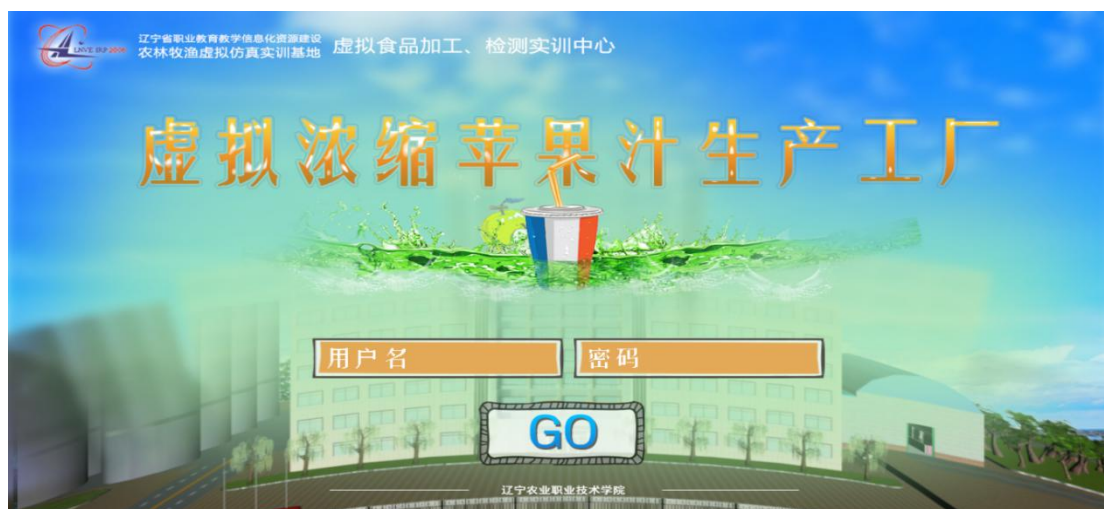 辽宁省职业教育教学信息化资源建设
农林牧渔虚拟仿真实训基地 虚拟食品加工、检测实训中心
虚拟浓缩苹果汁生产工厂
用户名 密码
GO
辽宁农业职业技术学院